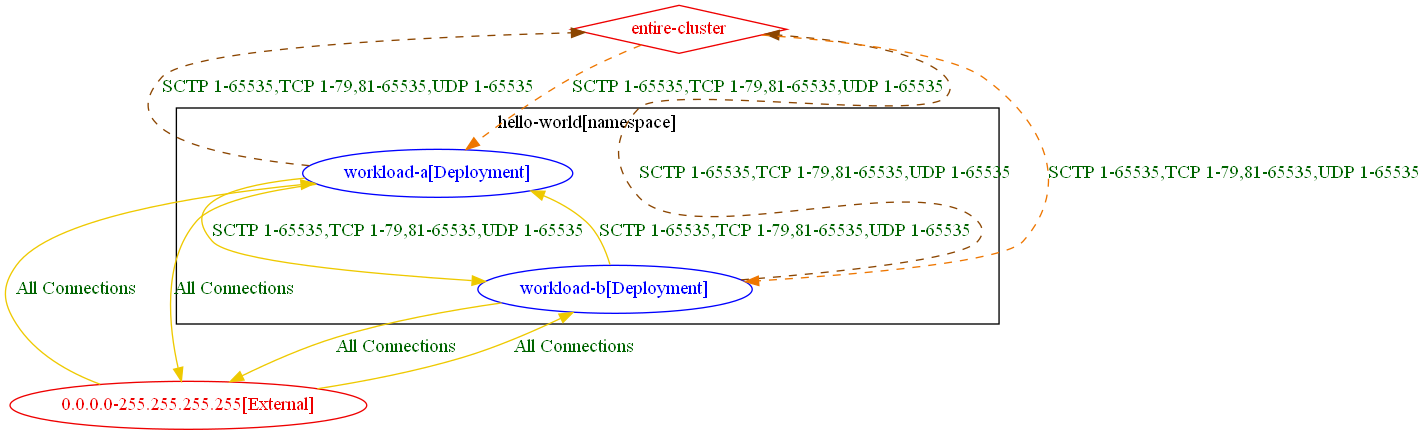 entire-cluster
SCTP 1-65535,TCP 1-79,81-65535,UDP 1-65535
SCTP 1-65535,TCP 1-79,81-65535,UDP 1-65535
hello-world[namespace]
workload-a[Deployment]
SCTP 1-65535,TCP 1-79,81-65535,UDP 1-65535
SCTP 1-65535,TCP 1-79,81-65535,UDP 1-65535
SCTP 1-65535,TCP 1-79,81-65535,UDP 1-65535
SCTP 1-65535,TCP 1-79,81-65535,UDP 1-65535
All Connections
All Connections
workload-b[Deployment]
All Connections
All Connections
0.0.0.0-255.255.255.255[External]